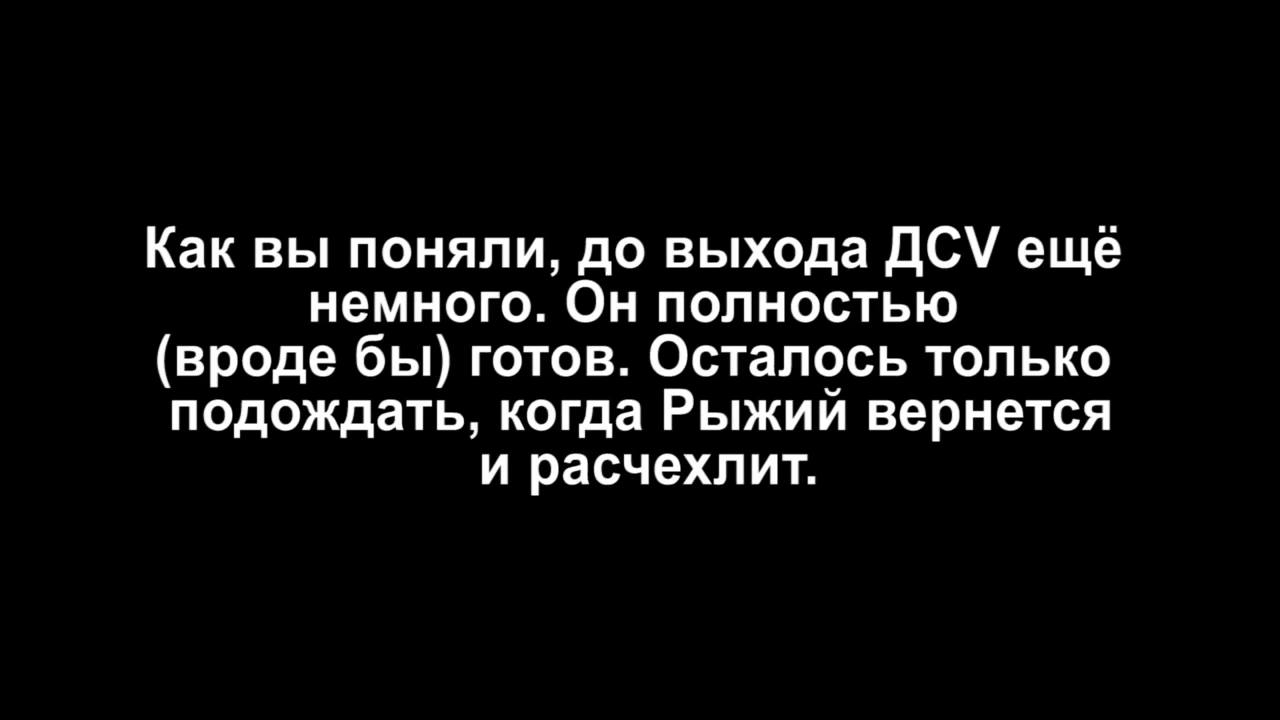 Как вы поняли, до выхода ДСV ещё
немного. Он полностью
(вроде бы) готов. Осталось только
подождать, когда Рыжий вернется
и расчехлит.